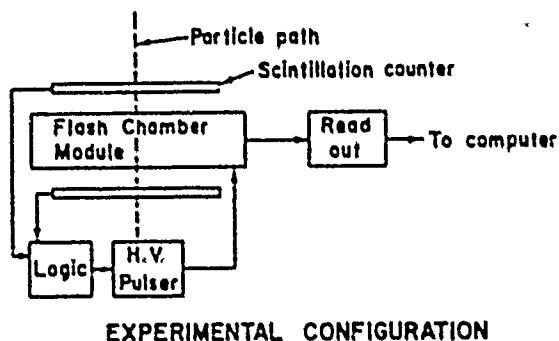 Particle path
Scintillation counter
Flash Chamber
Module
Read
out
To computer
Logic
H.V.
Pulser
EXPERIMENTAL CONFIGURATION